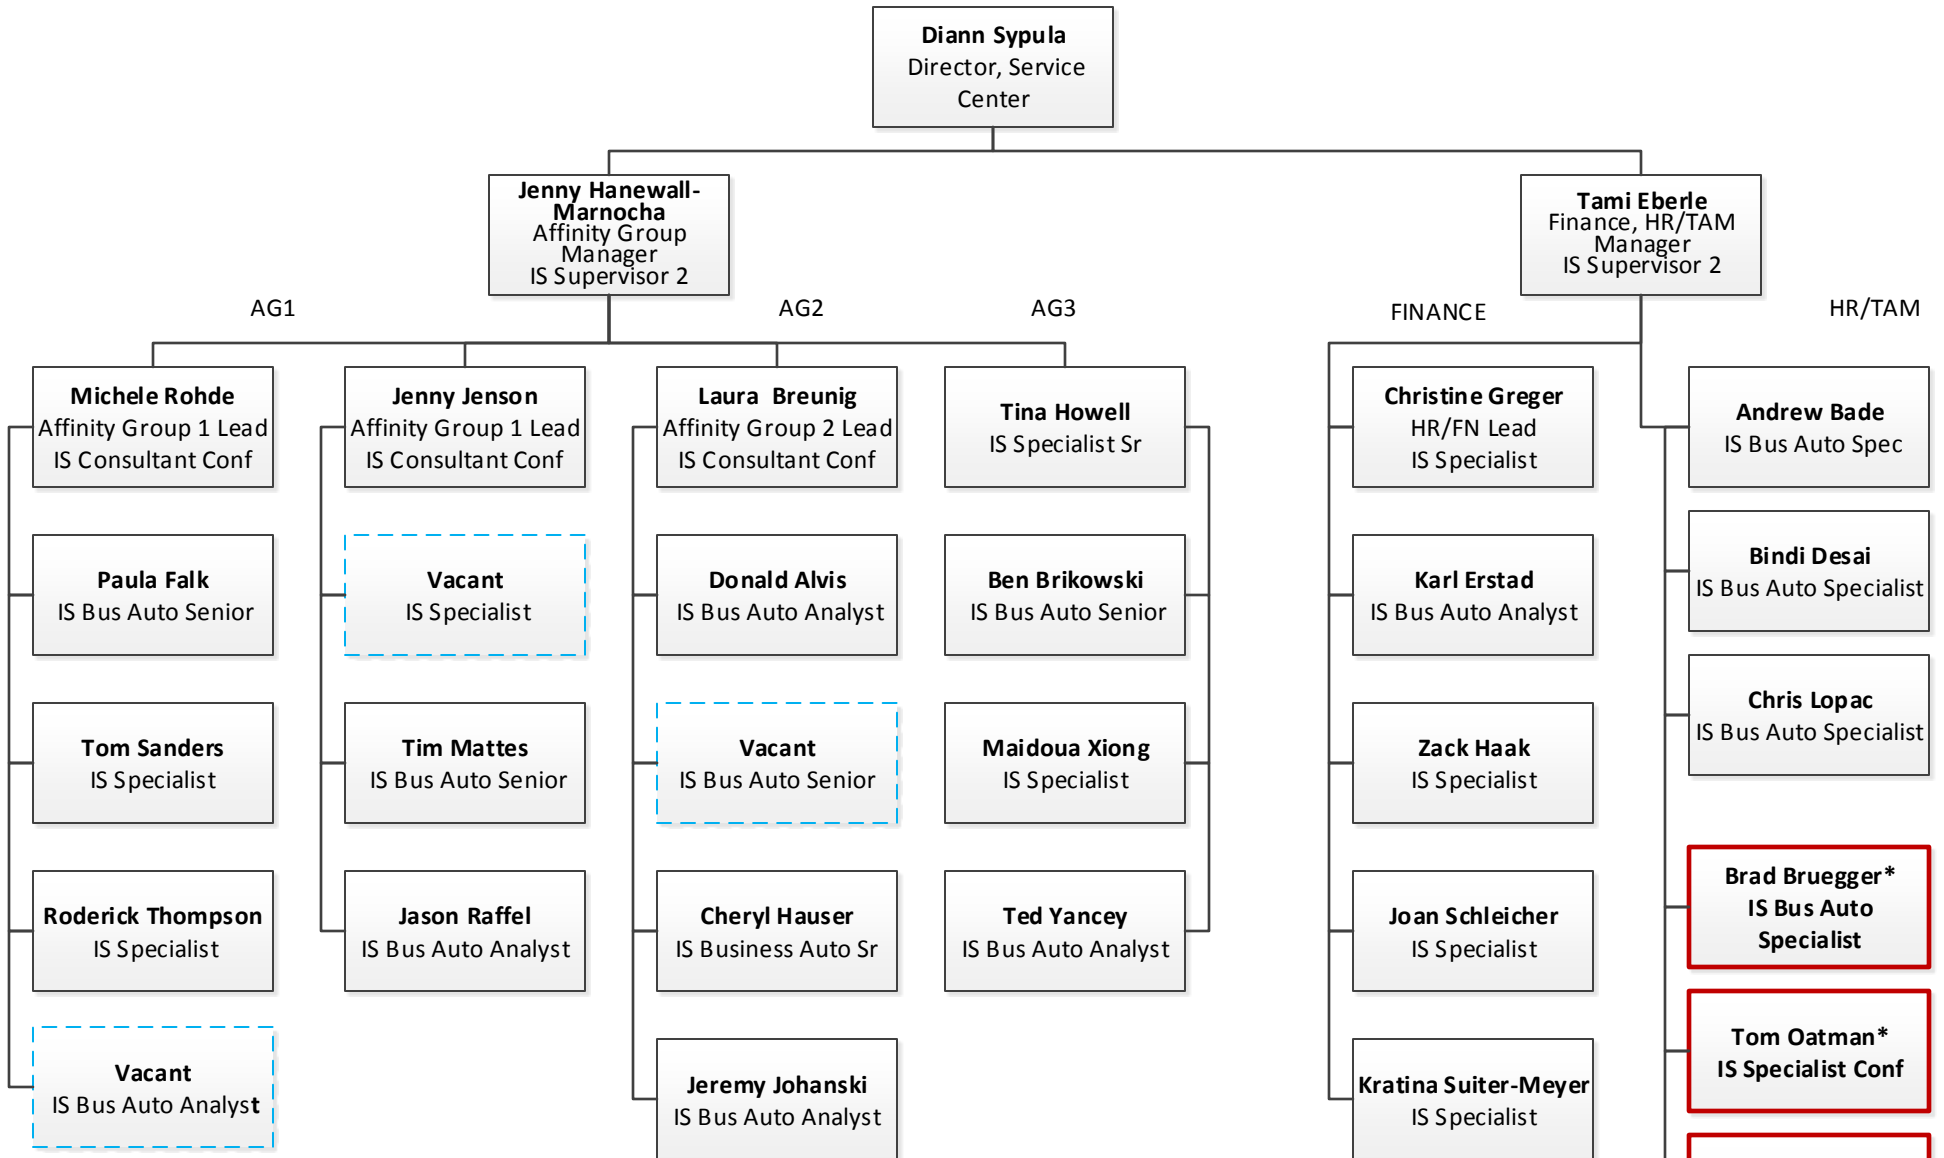 Diann Sypula
Director, Service
Center
Jenny Hanewall-
Marnocha
Affinity Group
Manager
IS Supervisor 2
Tami Eberle
Finance, HR/TAM
Manager
IS Supervisor 2
AG1
AG2
AG3
FINANCE
HR/TAM
Michele Rohde
Affinity Group 1 Lead
IS Consultant Conf
Paula Falk
IS Bus Auto Senior
Tom Sanders
IS Specialist
Roderick Thompson
IS Specialist
Vacant
IS Bus Auto Analyst
Jenny Jenson
Affinity Group 1 Lead
IS Consultant Conf
Vacant
IS Specialist
Tim Mattes
IS Bus Auto Senior
Jason Raffel
IS Bus Auto Analyst
Laura Breunig
Affinity Group 2 Lead
IS Consultant Conf
Donald Alvis
IS Bus Auto Analyst
Vacant
IS Bus Auto Senior
Cheryl Hauser
IS Business Auto Sr
Jeremy Johanski
IS Bus Auto Analyst
Tina Howell
IS Specialist Sr
Ben Brikowski
IS Bus Auto Senior
Maidoua Xiong
IS Specialist
Ted Yancey
IS Bus Auto Analyst
Christine Greger
HR/FN Lead
IS Specialist
Karl Erstad
IS Bus Auto Analyst
Zack Haak
IS Specialist
Joan Schleicher
IS Specialist
Kratina Suiter-Meyer
IS Specialist
Andrew Bade
IS Bus Auto Spec
Bindi Desai
IS Bus Auto Specialist
Chris Lopac
IS Bus Auto Specialist
Brad Bruegger*
IS Bus Auto
Specialist
Tom Oatman*
IS Specialist Conf